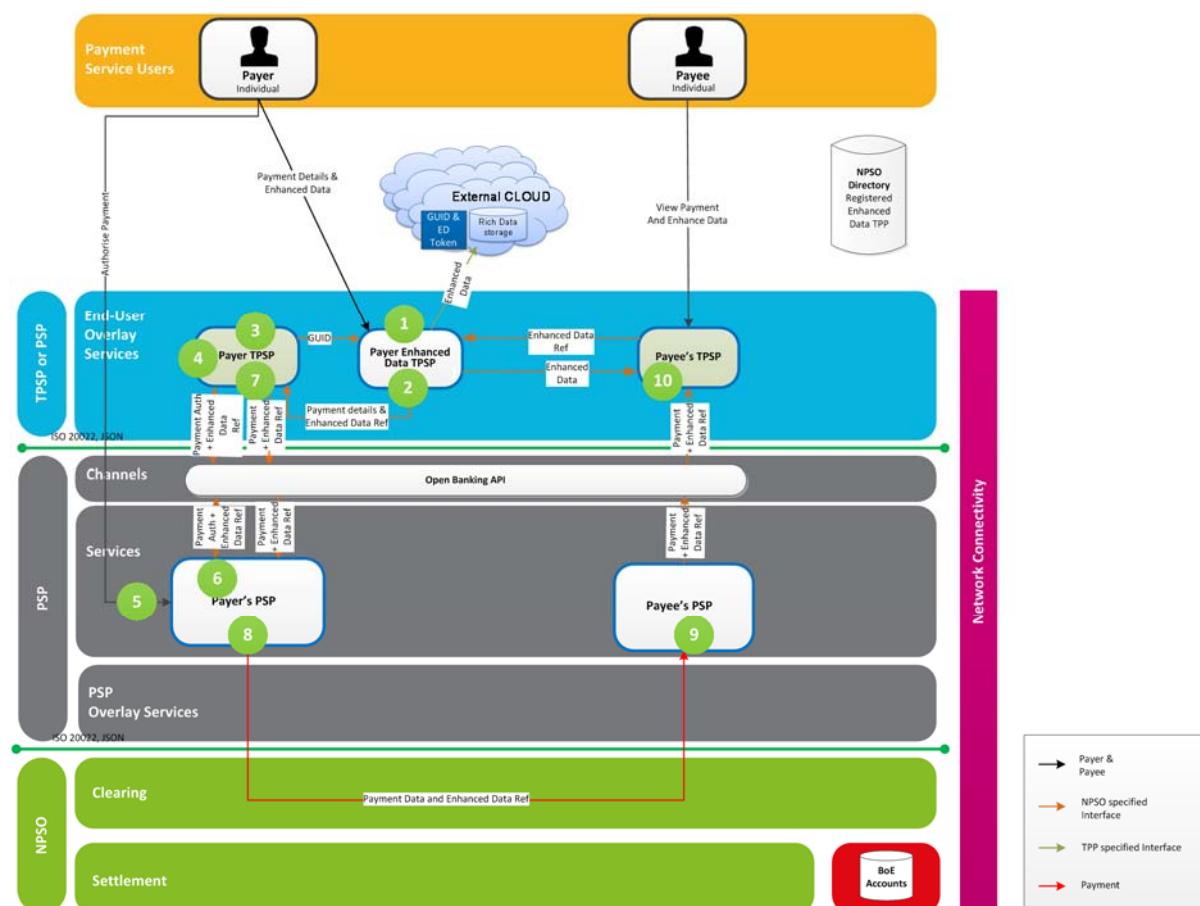 Payment
Service Users
Payer
Individual
Payee
Individual
Authorise Payment
Payment Details &
Enhanced Data
External CLOUD
GUID &
ED
Token
Rich Data
storage
Enhanced
Data
View Payment
And Enhance Data
NPSO
Directory
Registered
Enhanced
Data TPP
TPSP or PSP
End-User
Overlay
Services
3
4
Payer TPSP
7
GUID
1
Payer Enhanced
Data TPSP
2
Enhanced Data
Ref
Enhanced
Data
Payee's TPSP
10
Payment details &
Enhanced Data Ref
Payment Auth
+ Enhanced
Data
Ref
Payment
+ Enhanced
Data Ref
Payment
+ Enhanced
Data Ref
ISO 20022, JSON
PSP
Channels
Open Banking API
Services
Payment
Auth +
Enhanced
Data Ref
Payment
+ Enhanced
Data Ref
Payment
+ Enhanced
Data Ref
5
6
Payer's PSP
8
Payee's PSP
9
PSP
Overlay Services
ISO 20022, JSON
NPSO
Clearing
Payment Data and Enhanced Data Ref
Settlement
BoE
Accounts
Network Connectivity
Payer &
Payee
NPSO specified
Interface
TPP specified Interface
Payment